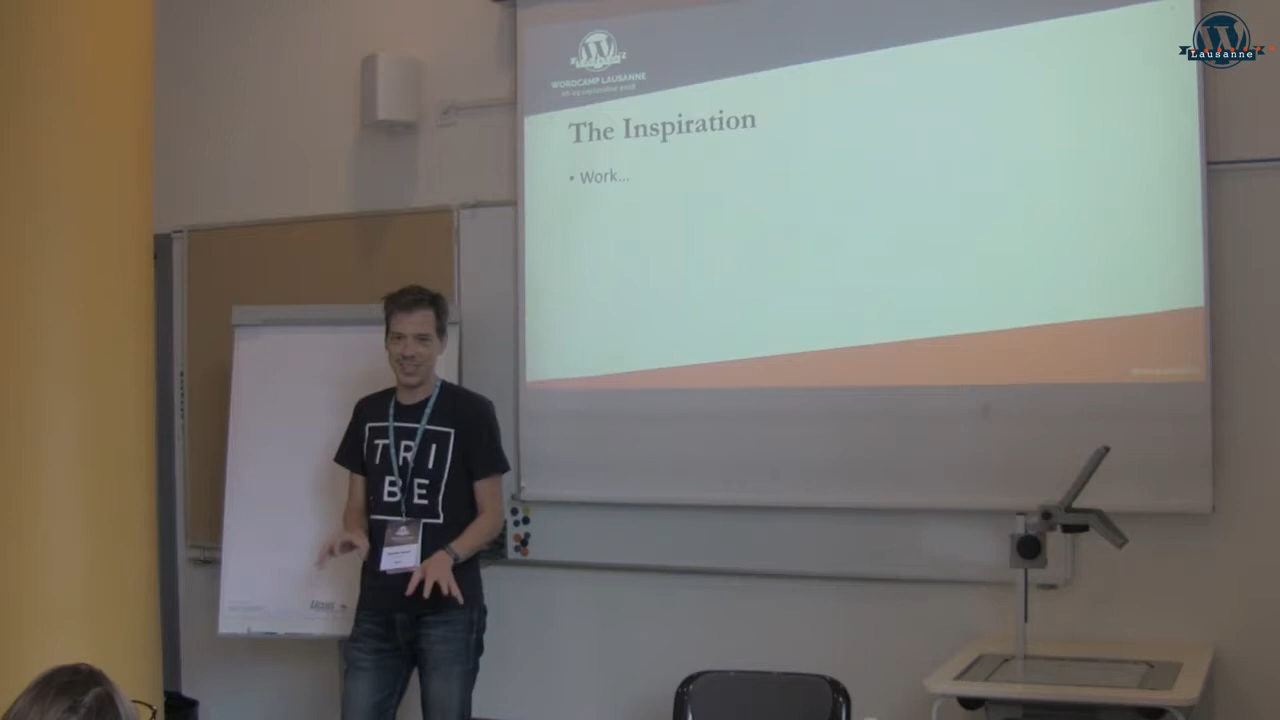 WORDCAMP LAUSANNE
The Inspiration
• Work...
Lausanne
TRI
BE